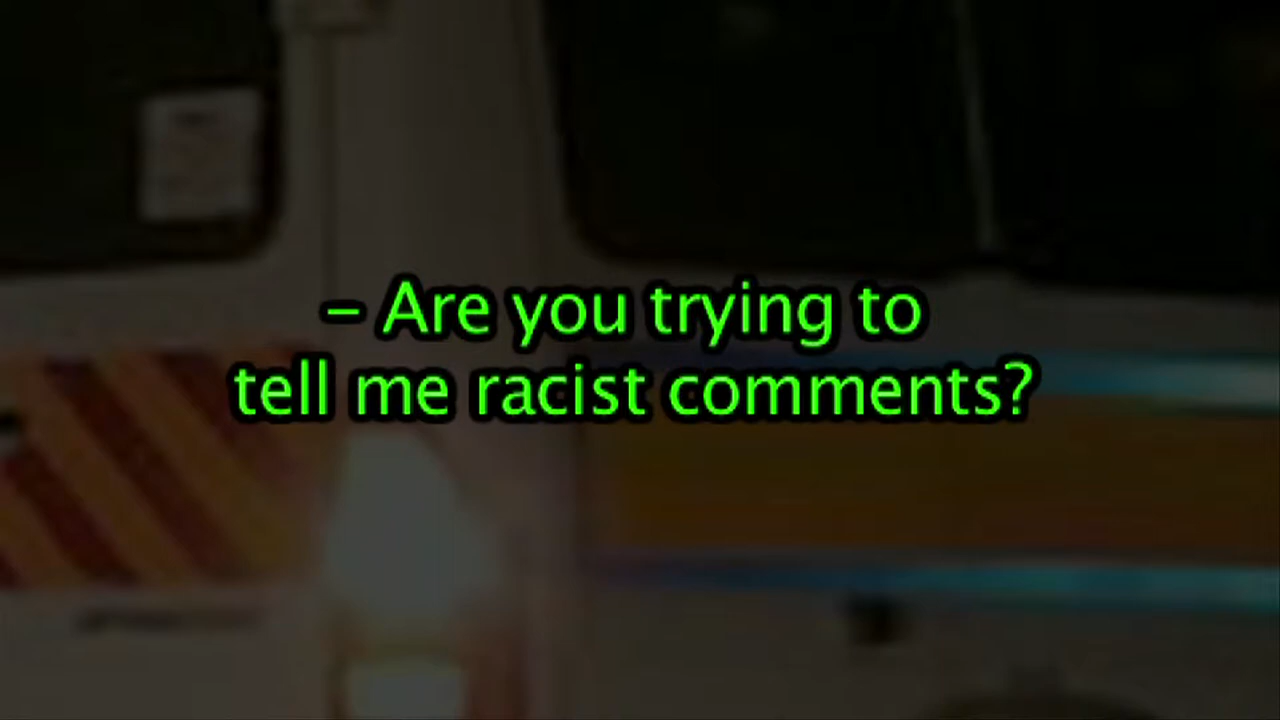 – Are you trying to
tell me racist comments?